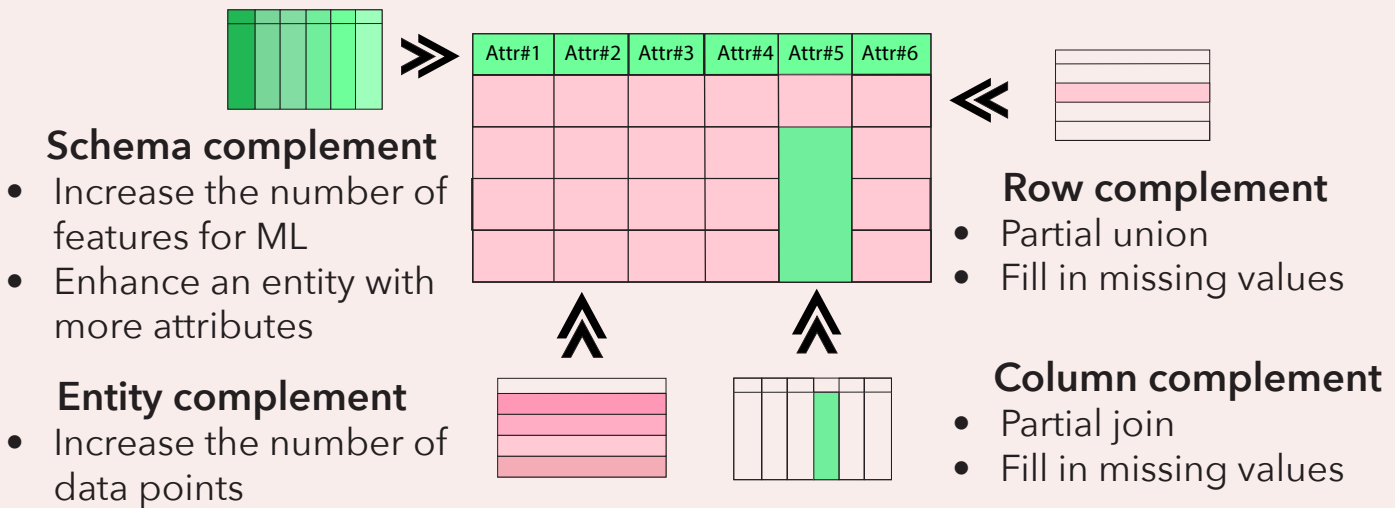 Attr#1 Attr#2 Attr#3 Attr#4 Attr#5 Attr#6
Schema complement
• Increase the number of
features for ML
• Enhance an entity with
more attributes
Row complement
• Partial union
• Fill in missing values
Entity complement
• Increase the number of
data points
Column complement
• Partial join
• Fill in missing values